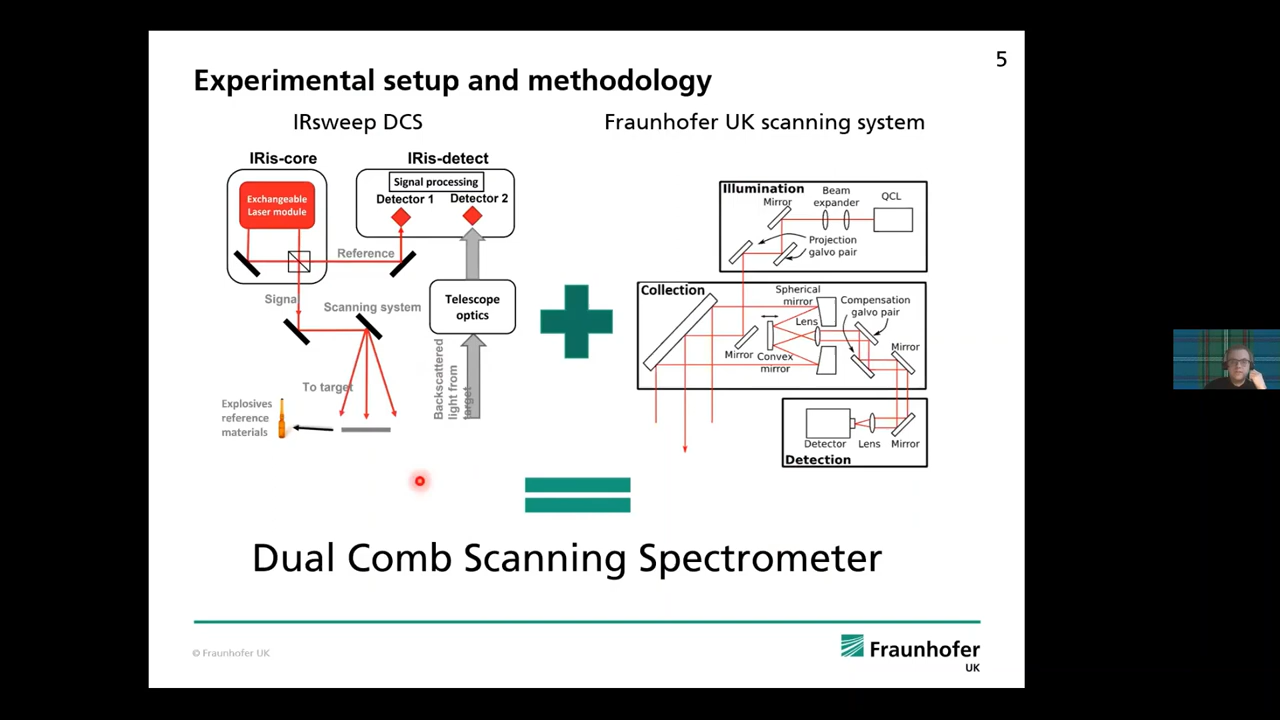 5
Experimental setup and methodology
IRsweep DCS
Fraunhofer UK scanning system
IRis-core
IRis-detect
Exchangeable
Laser module
Signal processing
Detector 1
Detector 2
Reference
Signal
Scanning system
Telescope
optics
To target
Backscattered
light from
target
Explosives
reference
materials
Illumination
Mirror
Beam
expander
QCL
Projection
galvo pair
Collection
Spherical
mirror
Compensation
galvo pair
Lens
Mirror
Convex
mirror
Mirror
Detector
Lens
Mirror
Detection
Dual Comb Scanning Spectrometer
© Fraunhofer UK
Fraunhofer
UK